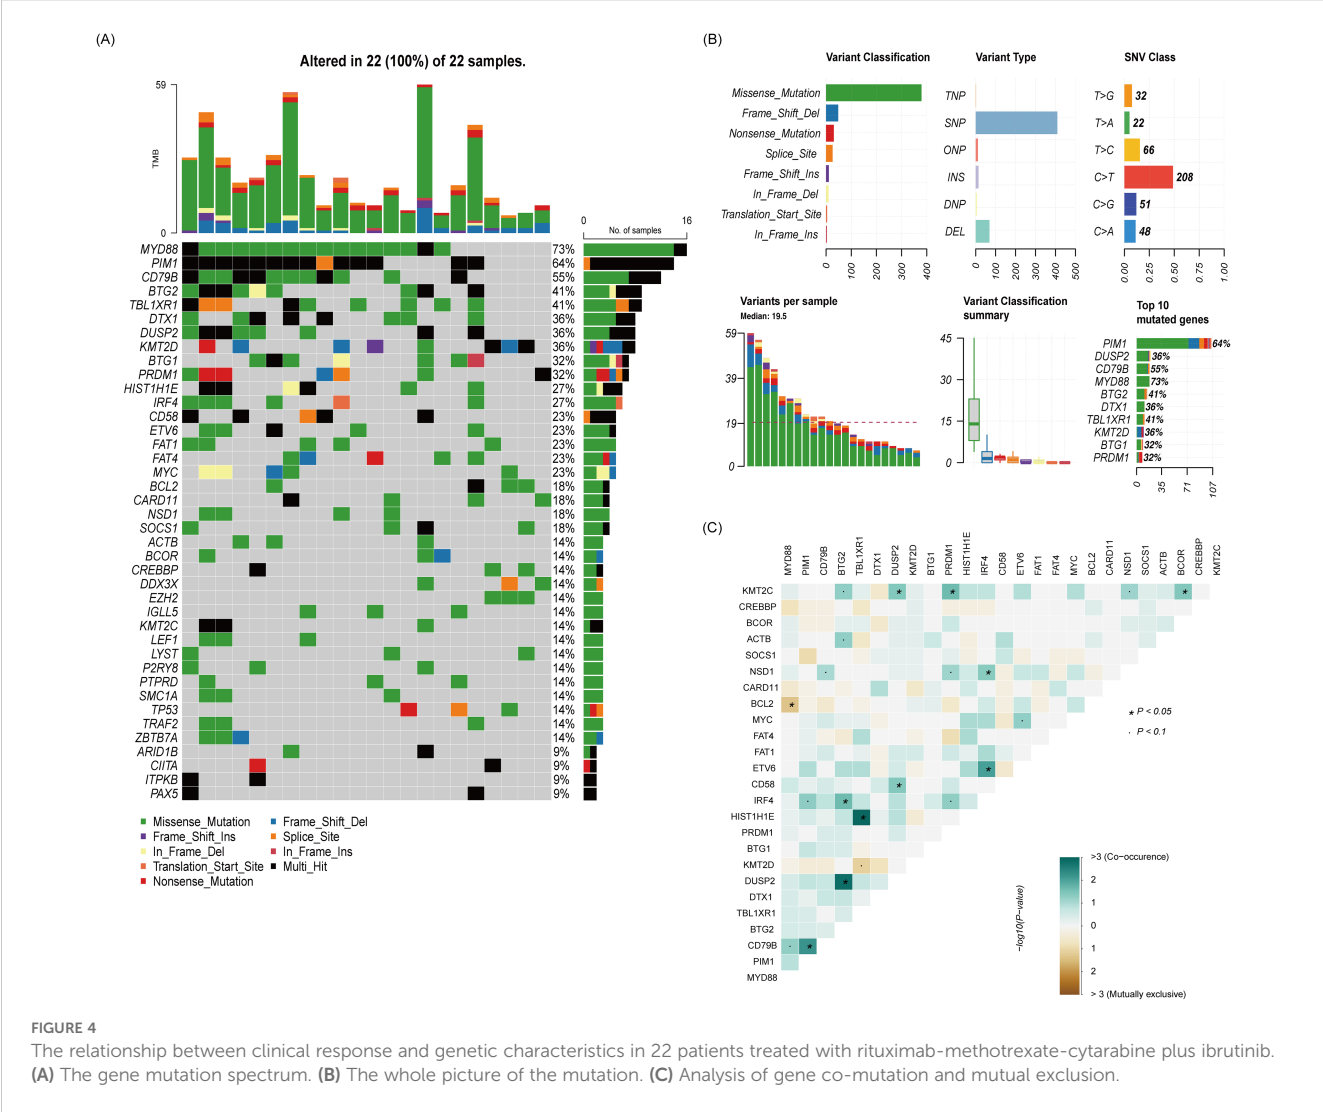 (A)
Altered in 22 (100%) of 22 samples.
59
TMB
0
0 16
No. of samples
MYD88 73%
PIM1 64%
CD79B 55%
BTG2 41%
TBL1XR1 41%
DTX1 36%
DUSP2 36%
KMT2D 36%
BTG1 32%
PRDM1 32%
HIST1H1E 27%
IRF4 27%
CD58 23%
ETV6 23%
FAT1 23%
FAT4 23%
MYC 23%
BCL2 18%
CARD11 18%
NSD1 18%
SOCS1 18%
ACTB 14%
BCOR 14%
CREBBP 14%
DDX3X 14%
EZH2 14%
IGLL5 14%
KMT2C 14%
LEF1 14%
LYST 14%
P2RY8 14%
PTPRD 14%
SMC1A 14%
TP53 14%
TRAF2 14%
ZBTB7A 14%
ARID1B 9%
CIITA 9%
ITPKB 9%
PAX5 9%
Missense_Mutation Frame_Shift_Del
Frame_Shift_Ins Splice_Site
In_Frame_Del In_Frame_Ins
Translation_Start_Site Multi_Hit
Nonsense_Mutation
(B)
Variant Classification
Missense_Mutation
Frame_Shift_Del
Nonsense_Mutation
Splice_Site
Frame_Shift_Ins
In_Frame_Del
Translation_Start_Site
In_Frame_Ins
0 100 200 300 400
Variant Type
TNP
SNP
ONP
INS
DNP
DEL
0 100 200 300 400 500
SNV Class
T>G 32
T>A 22
T>C 66
C>T 208
C>G 51
C>A 48
0.00 0.25 0.50 0.75 1.00
Variants per sample
Median: 19.5
59
39
19
0
Variant Classification
summary
45
30
15
0
Top 10
mutated genes
PIM1 64%
DUSP2 36%
CD79B 55%
MYD88 73%
BTG2 41%
DTX1 36%
TBL1XR1 41%
KMT2D 36%
BTG1 32%
PRDM1 32%
0 35 71 107
(C)
MYD88 PIM1 CD79B BTG2 TBL1XR1 DTX1 DUSP2 KMT2D BTG1 PRDM1 HIST1H1E IRF4 CD58 ETV6 FAT1 FAT4 MYC BCL2 CARD11 NSD1 SOCS1 ACTB BCOR CREBBP KMT2C
KMT2C
CREBBP
BCOR
ACTB
SOCS1
NSD1
CARD11
BCL2
MYC
FAT4
FAT1
ETV6
CD58
IRF4
HIST1H1E
PRDM1
BTG1
KMT2D
DUSP2
DTX1
TBL1XR1
BTG2
CD79B
PIM1
MYD88
* P < 0.05
· P < 0.1
−log10(P−value)
>3 (Co−occurence)
2
1
0
1
2
> 3 (Mutually exclusive)
FIGURE 4
The relationship between clinical response and genetic characteristics in 22 patients treated with rituximab-methotrexate-cytarabine plus ibrutinib.
(A) The gene mutation spectrum. (B) The whole picture of the mutation. (C) Analysis of gene co-mutation and mutual exclusion.